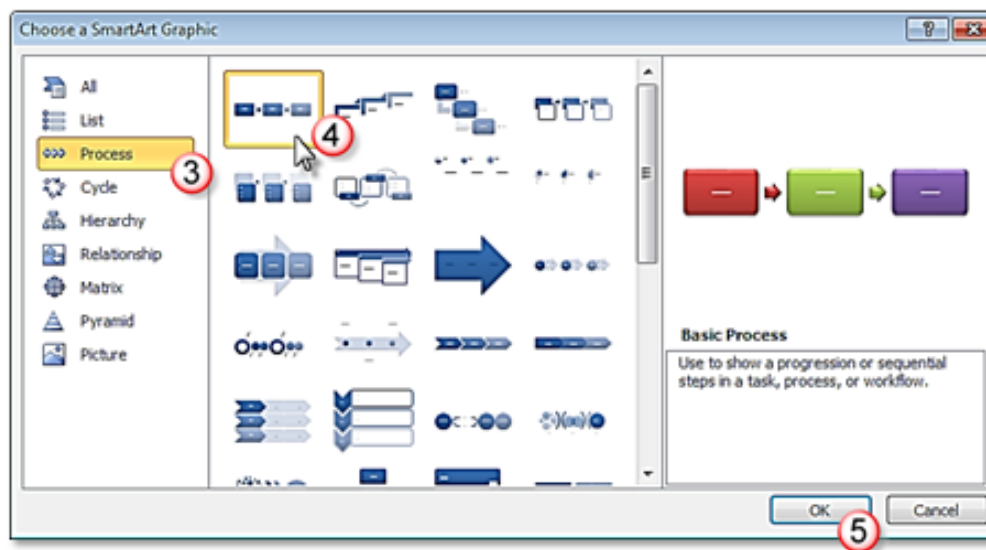 Choose a SmartArt Graphic
All
List
Process
3
Cycle
Hierarchy
Relationship
Matrix
Pyramid
Picture
4
Basic Process
Use to show a progression or sequential
steps in a task, process, or workflow.
OK
Cancel
5